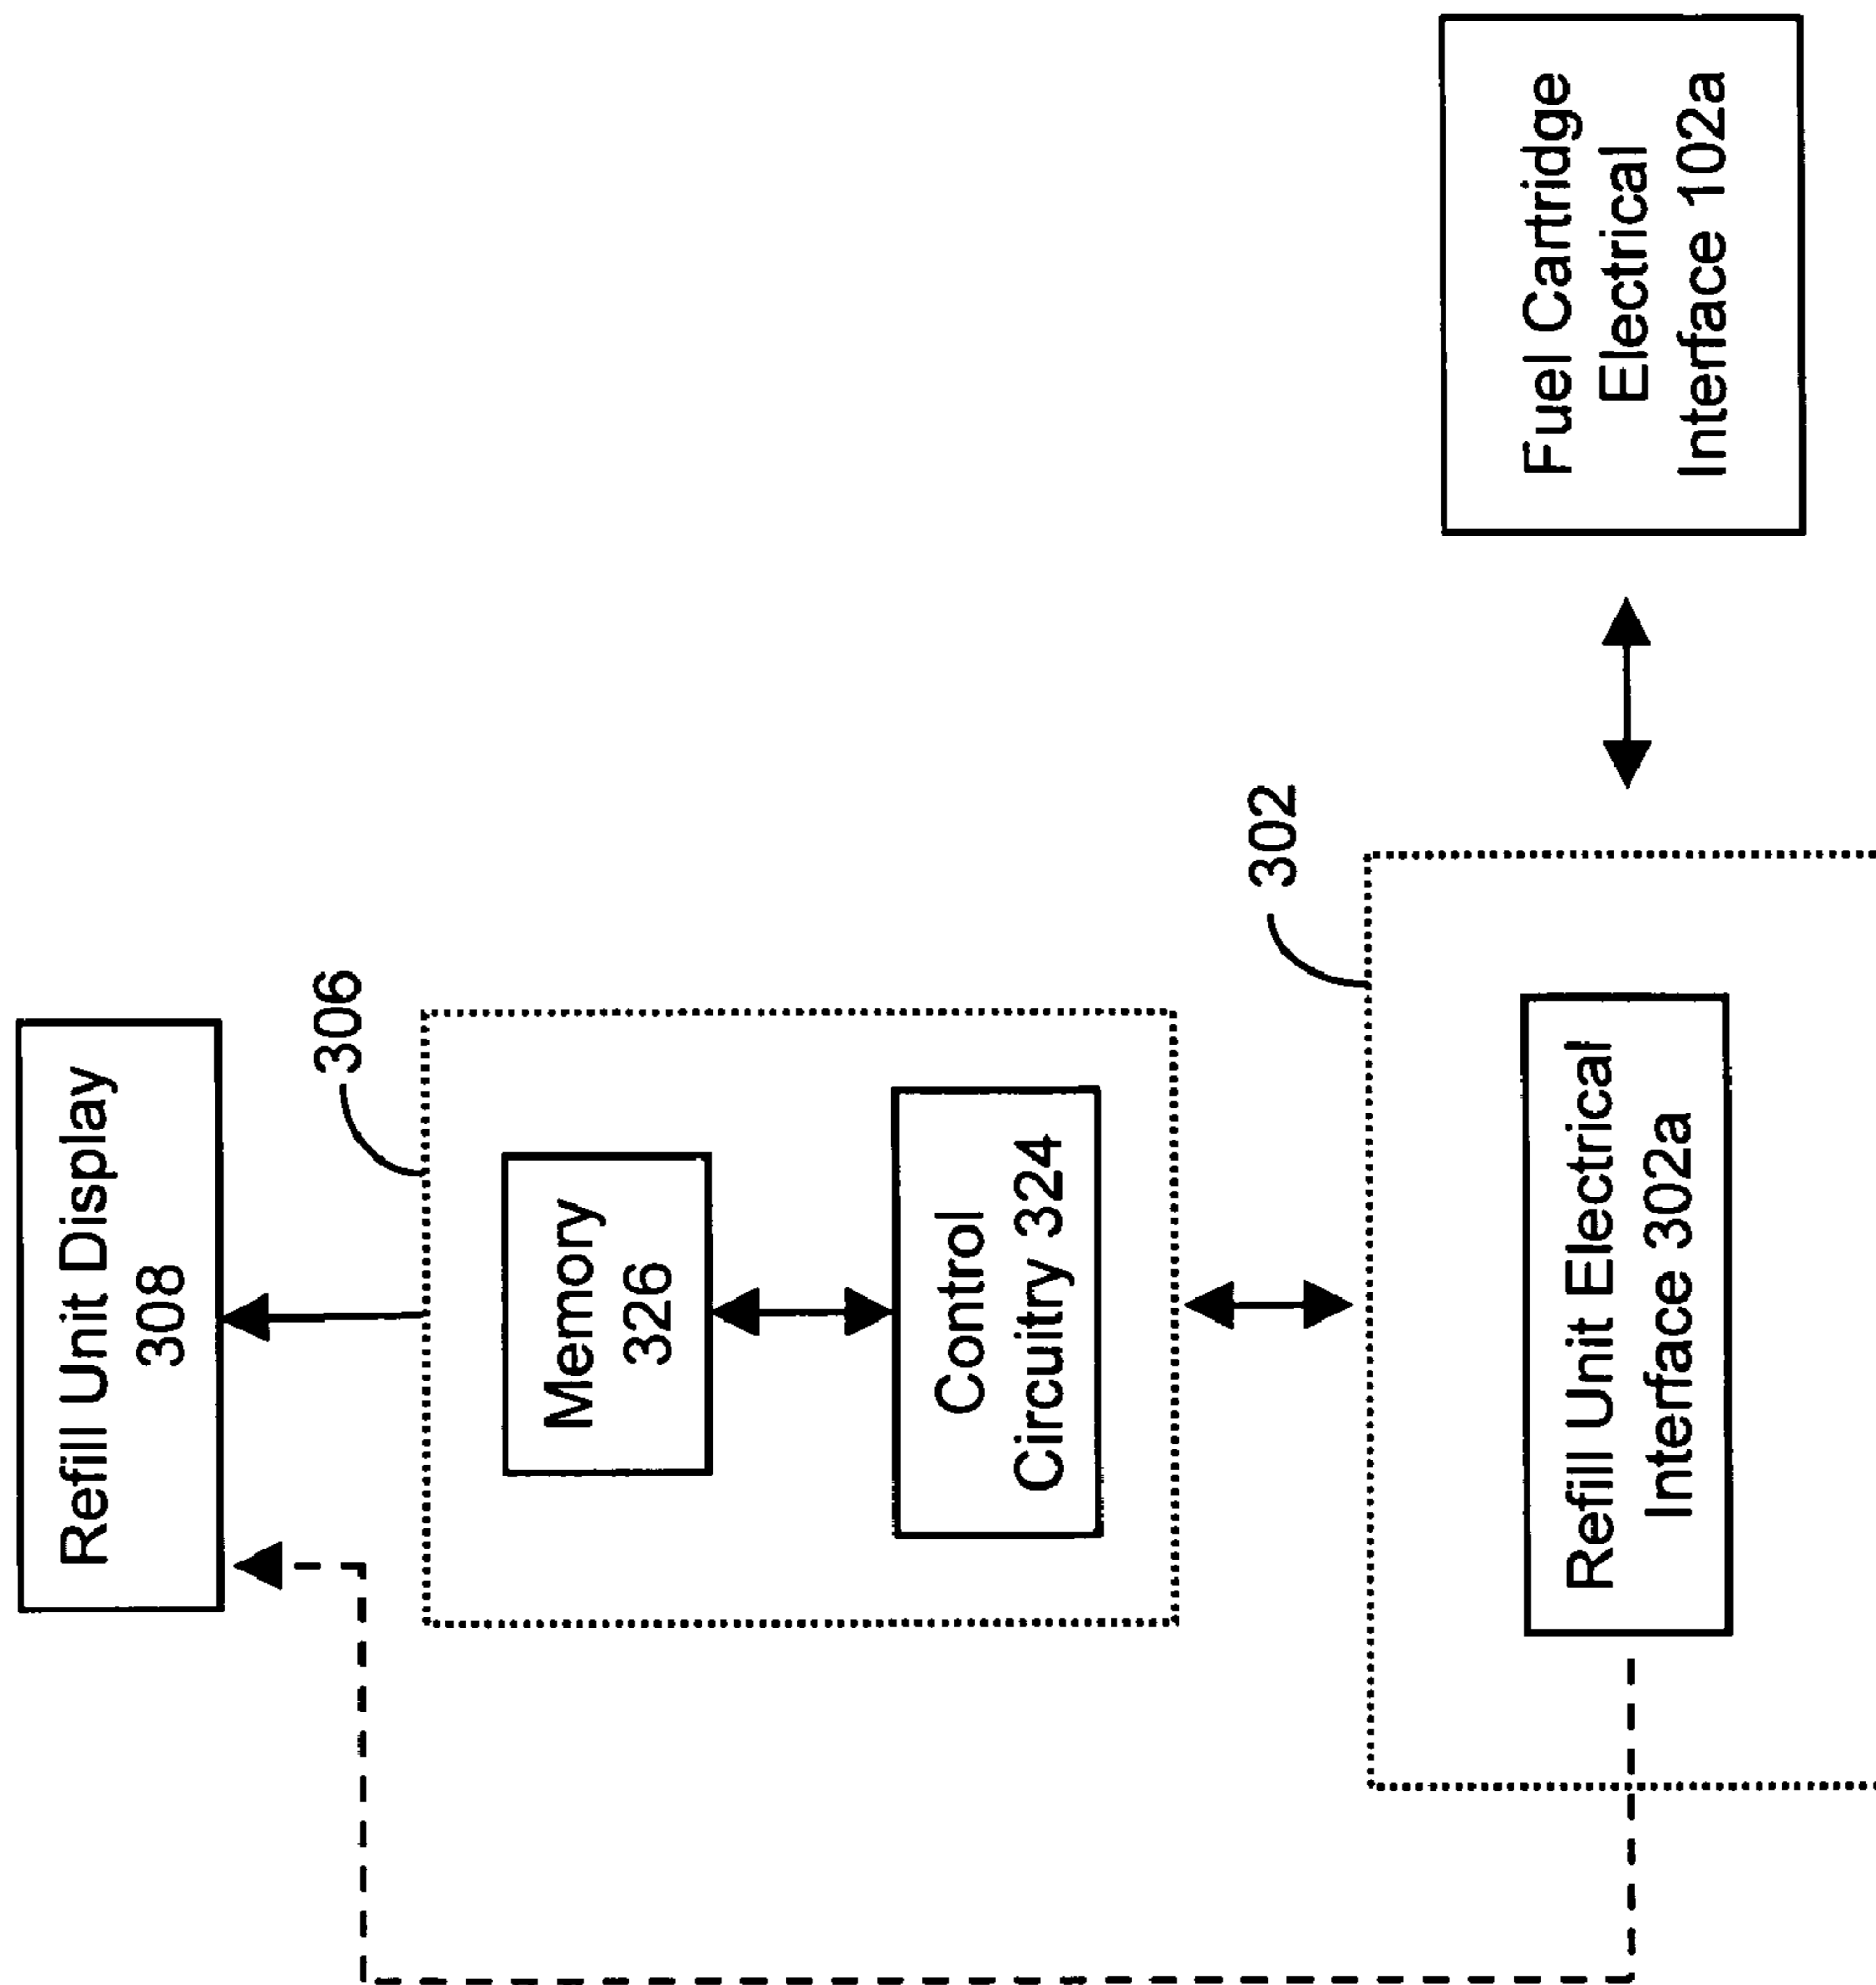 Refill Unit Display
308
306
Memory
326
Control
Circuitry 324
302
Refill Unit Electrical
Interface 302a
Fuel Cartridge
Electrical
Interface 102a